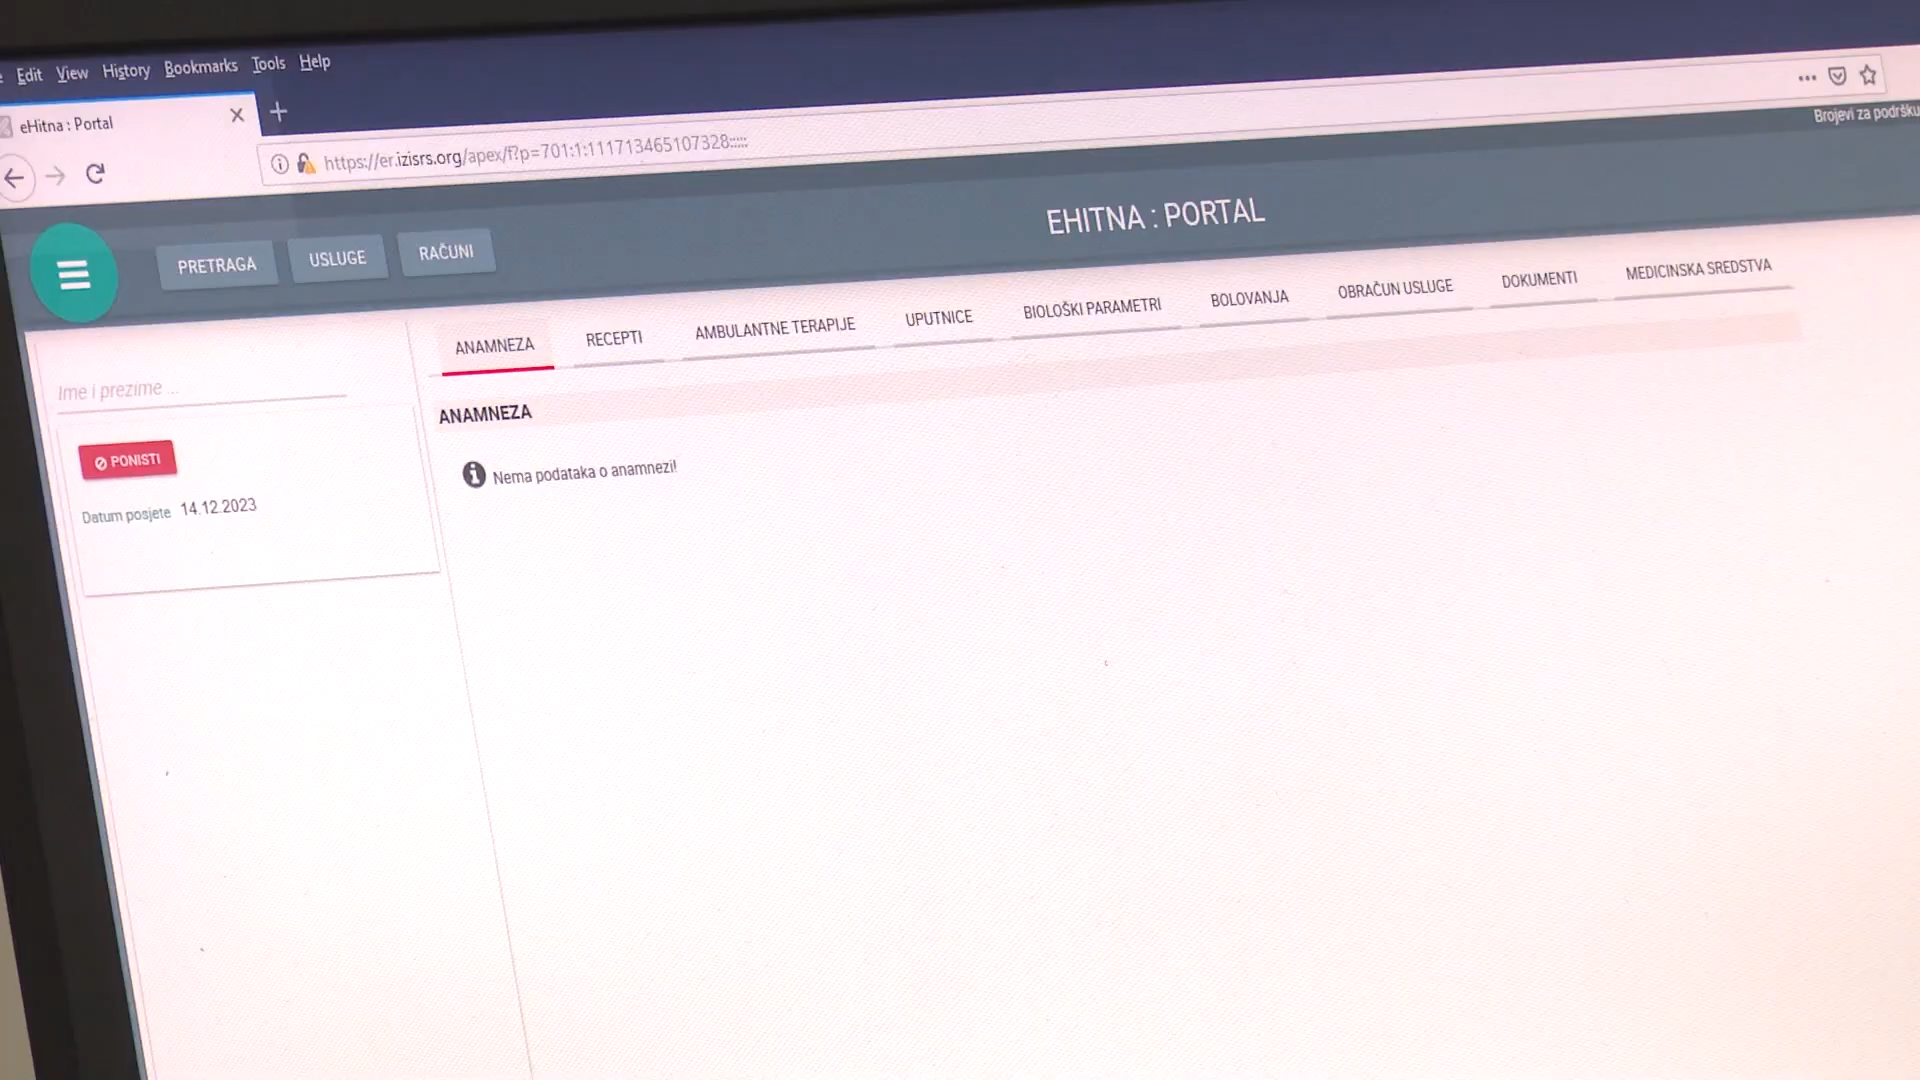 Edit View History Bookmarks Tools Help
eHitna : Portal
https://er.izisrs.org/apex/f?p=701:1:111713465107328:::::
Brojevi za podršku
EHITNA : PORTAL
PRETRAGA USLUGE RAČUNI
ANAMNEZA RECEPTI AMBULANTNE TERAPIJE UPUTNICE BIOLOŠKI PARAMETRI BOLOVANJA OBRAČUN USLUGE DOKUMENTI MEDICINSKA SREDSTVA
Ime i prezime ...
ANAMNEZA
PONISTI
Nema podataka o anamnezi!
Datum posjete 14.12.2023